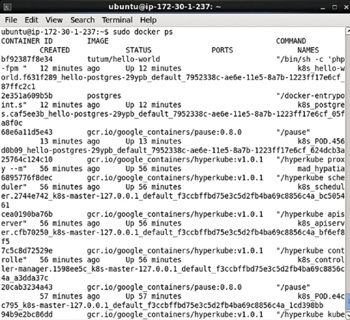 ubuntu@ip-172-30-1-237: ~
File Edit View Search Terminal Help
ubuntu@ip-172-30-1-237:~$ sudo docker ps
CONTAINER ID IMAGE COMMAND
CREATED STATUS PORTS NAMES
bf92387f8e34 tutum/hello-world "/bin/sh -c 'php
-fpm " 12 minutes ago Up 12 minutes k8s_hello-w
orld.f631f289_hello-postgres-29ypb_default_7952338c-ae6e-11e5-8a7b-1223ff17e6cf_
87ffc2c1
2e351a609b5b postgres "/docker-entrypo
int.s" 12 minutes ago Up 12 minutes k8s_postgre
s.caf5ee3b_hello-postgres-29ypb_default_7952338c-ae6e-11e5-8a7b-1223ff17e6cf_05f
a8f0c
68e6a11d5e43 gcr.io/google_containers/pause:0.8.0 "/pause"
13 minutes ago Up 13 minutes k8s_POD.456
d0b09_hello-postgres-29ypb_default_7952338c-ae6e-11e5-8a7b-1223ff17e6cf_624dcb3a
25764c124c10 gcr.io/google_containers/hyperkube:v1.0.1 "/hyperkube prox
y --m" 56 minutes ago Up 56 minutes mad_hypatia
6895776f8dec gcr.io/google_containers/hyperkube:v1.0.1 "/hyperkube sche
duler" 56 minutes ago Up 56 minutes k8s_schedul
er.2744e742_k8s-master-127.0.0.1_default_f3ccbffbd75e3c5d2fb4ba69c8856c4a_bc5054
61
cea0190ba76b gcr.io/google_containers/hyperkube:v1.0.1 "/hyperkube apis
erver" 56 minutes ago Up 56 minutes k8s_apiserv
er.cfb70250_k8s-master-127.0.0.1_default_f3ccbffbd75e3c5d2fb4ba69c8856c4a_bf6ef8
f5
7c5c8d72529e gcr.io/google_containers/hyperkube:v1.0.1 "/hyperkube cont
rolle" 56 minutes ago Up 56 minutes k8s_control
ler-manager.1598ee5c_k8s-master-127.0.0.1_default_f3ccbffbd75e3c5d2fb4ba69c8856c
4a_a3dda37c
20cab3234a43 gcr.io/google_containers/pause:0.8.0 "/pause"
57 minutes ago Up 57 minutes k8s_POD.e4c
c795_k8s-master-127.0.0.1_default_f3ccbffbd75e3c5d2fb4ba69c8856c4a_1cd398bb
94b9e2bc86dd gcr.io/google_containers/hyperkube:v1.0.1 "/hyperkube kube